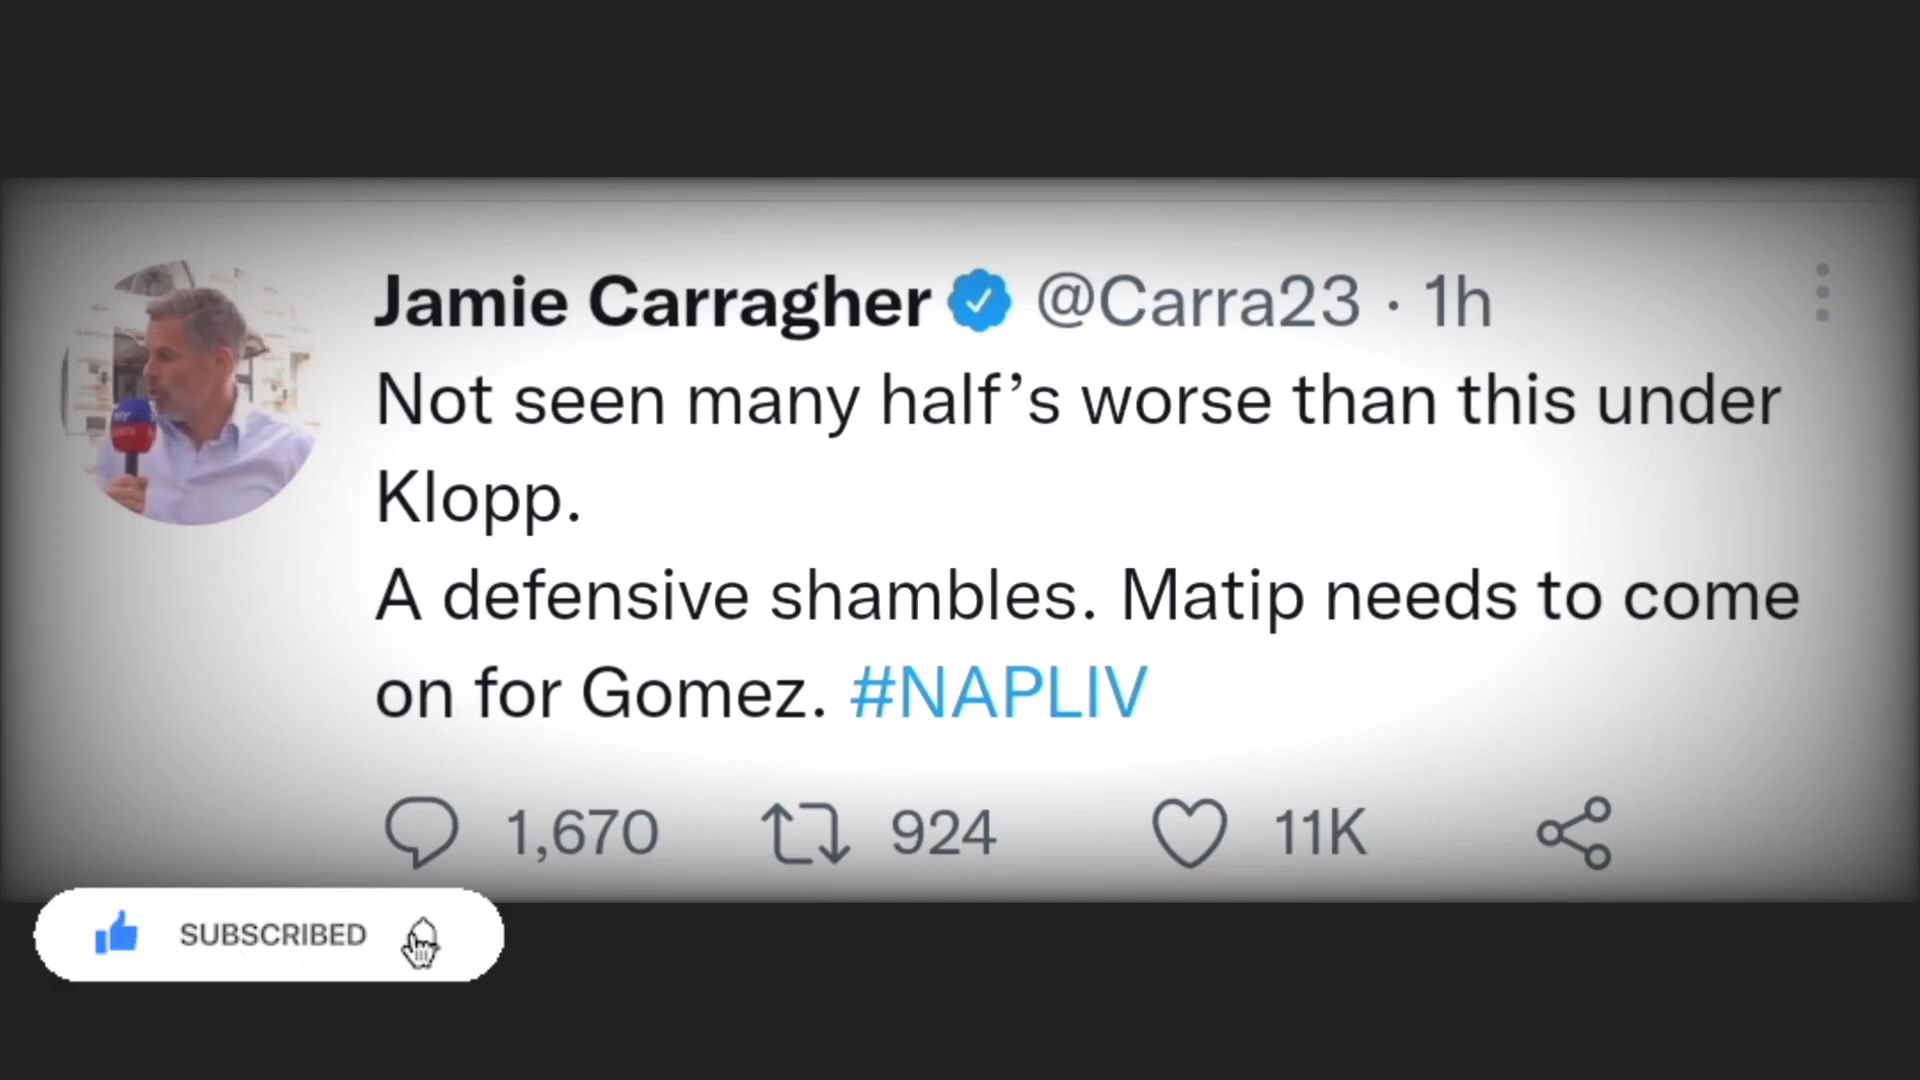 Jamie Carragher @Carra23 · 1h
Not seen many half’s worse than this under
Klopp.
A defensive shambles. Matip needs to come
on for Gomez. #NAPLIV
1,670 924 11K
SUBSCRIBED